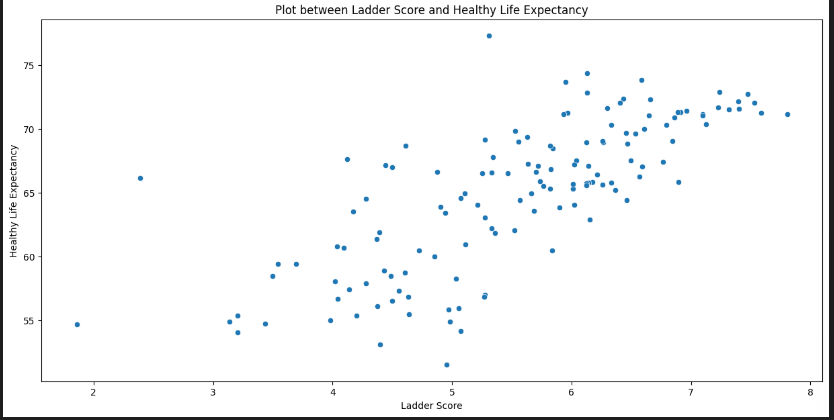 Plot between Ladder Score and Healthy Life Expectancy
Healthy Life Expectancy
75
70
65
60
55
2 3 4 5 6 7 8
Ladder Score